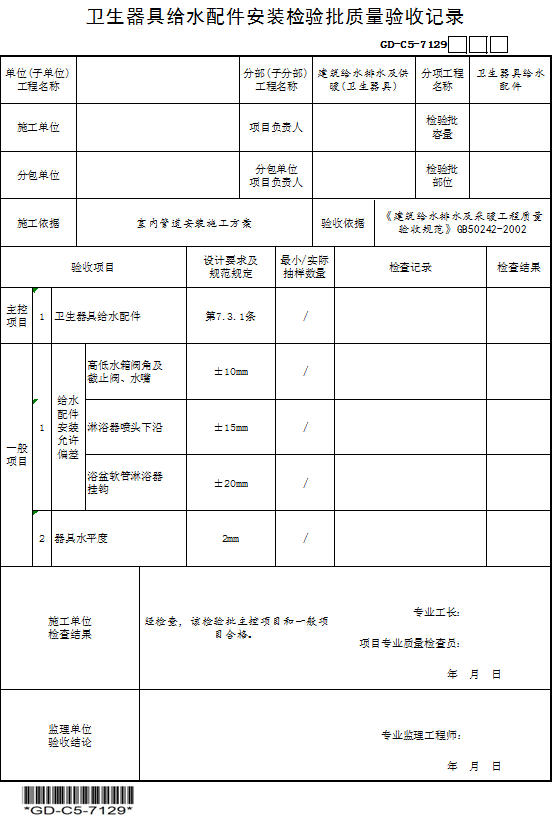 卫生器具给水配件安装检验批质量验收记录
GD-C5-7129
单位(子单位)
工程名称
分部(子分部)
工程名称
建筑给水排水及供
暖(卫生器具)
分项工程
名称
卫生器具给水
配件
施工单位
项目负责人
检验批
容量
分包单位
分包单位
项目负责人
检验批
部位
施工依据
室内管道安装施工方案
验收依据
《建筑给水排水及采暖工程质量
验收规范》GB50242-2002
验收项目
设计要求及
规范规定
最小/实际
抽样数量
检查记录
检查结果
主控
项目
1
卫生器具给水配件
第7.3.1条
/
一般
项目
1
给水
配件
安装
允许
偏差
高低水箱阀角及
截止阀、水嘴
±10mm
/
淋浴器喷头下沿
±15mm
/
浴盆软管淋浴器
挂钩
±20mm
/
2
器具水平度
2mm
/
施工单位
检查结果
经检查，该检验批主控项目和一般项
目合格。
专业工长：
项目专业质量检查员：
年 月 日
监理单位
验收结论
专业监理工程师：
年 月 日
*GD-C5-7129*